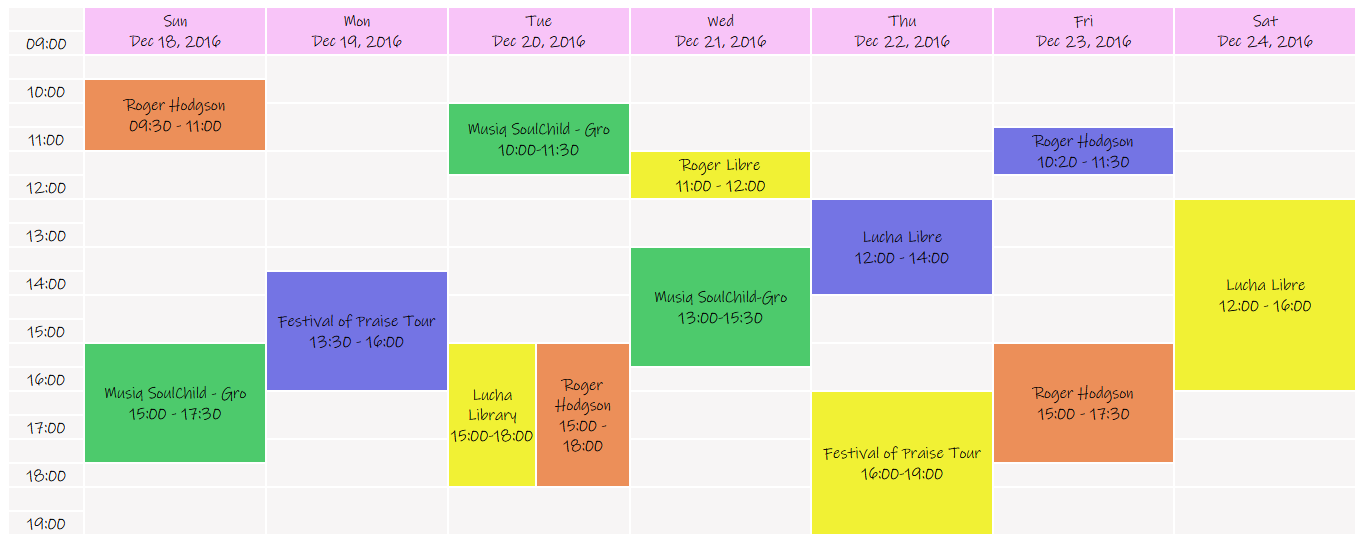 Sun
Dec 18, 2016
Mon
Dec 19, 2016
Tue
Dec 20, 2016
Wed
Dec 21, 2016
Thu
Dec 22, 2016
Fri
Dec 23, 2016
Sat
Dec 24, 2016
09:00
10:00
11:00
12:00
13:00
14:00
15:00
16:00
17:00
18:00
19:00
Roger Hodgson
09:30 - 11:00
Musiq SoulChild - Gro
15:00 - 17:30
Festival of Praise Tour
13:30 - 16:00
Musiq SoulChild - Gro
10:00-11:30
Lucha
Library
15:00-18:00
Roger
Hodgson
15:00 -
18:00
Roger Libre
11:00 - 12:00
Musiq SoulChild-Gro
13:00-15:30
Lucha Libre
12:00 - 14:00
Festival of Praise Tour
16:00-19:00
Roger Hodgson
10:20 - 11:30
Roger Hodgson
15:00 - 17:30
Lucha Libre
12:00 - 16:00